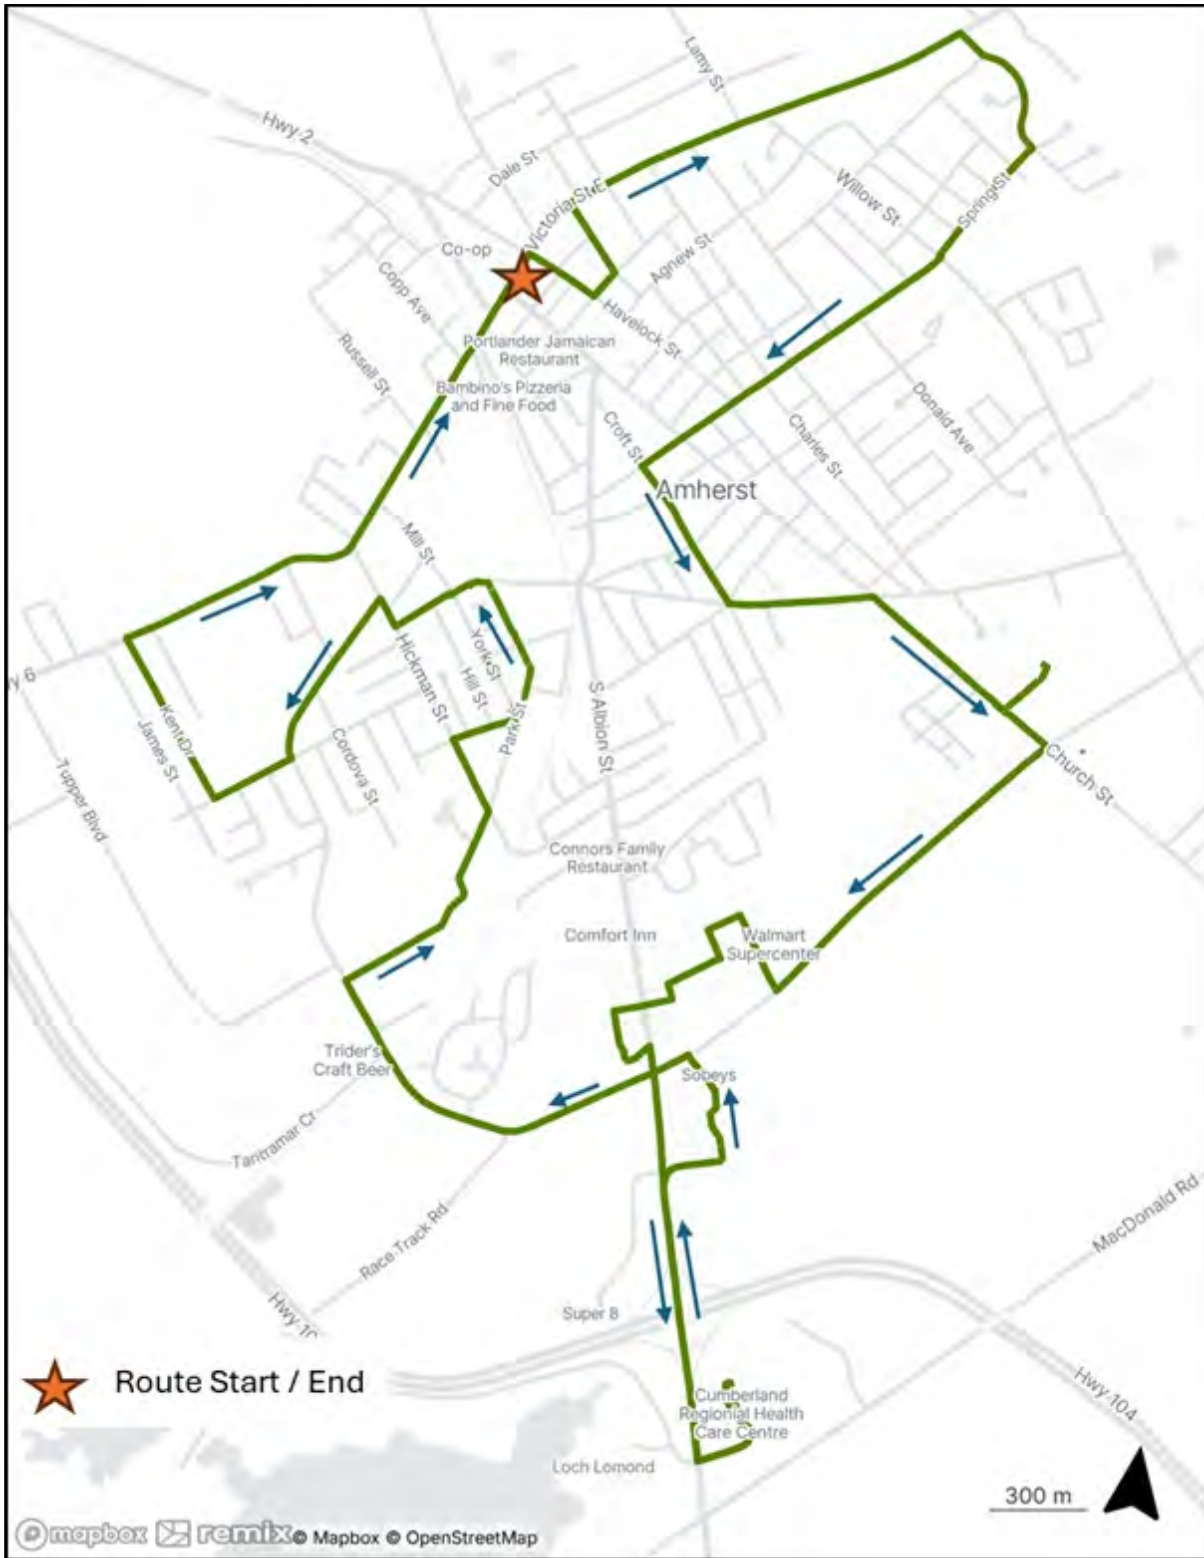 Lamy St
Hwy 2
Dale St
Victoria St E
Willow St
Spring St
Co-op
Agnew St
Copp Ave
Havelock St
Portlander Jamaican
Restaurant
Russell St
Bambino's Pizzeria
and Fine Food
Donald Ave
Croft St
Charles St
Amherst
Mill St
York St
Hickman St
Hill St
y 6
S Albion St
Kent Dr
James St
Park St
Cordova St
Church St
Tupper Blvd
Connors Family
Restaurant
Comfort Inn
Walmart
Supercenter
Trider's
Craft Beer
Sobeys
Tantramar Cr
MacDonald Rd
Race Track Rd
Super 8
Hwy 10
Route Start / End
Cumberland
Regional Health
Care Centre
Hwy 104
Loch Lomond
300 m
mapbox remix © Mapbox © OpenStreetMap